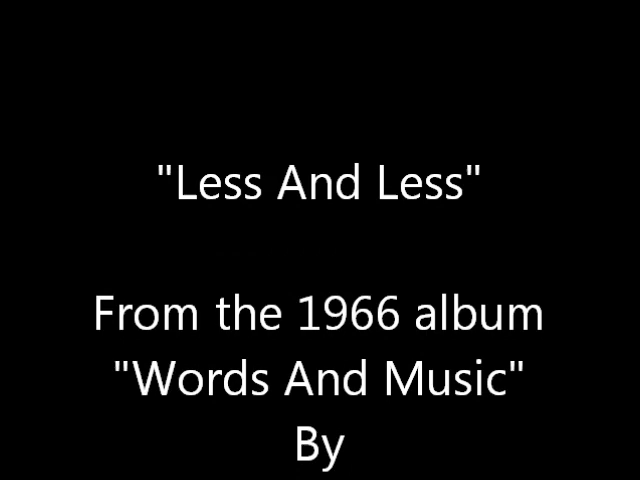 "Less And Less"
From the 1966 album
"Words And Music"
By